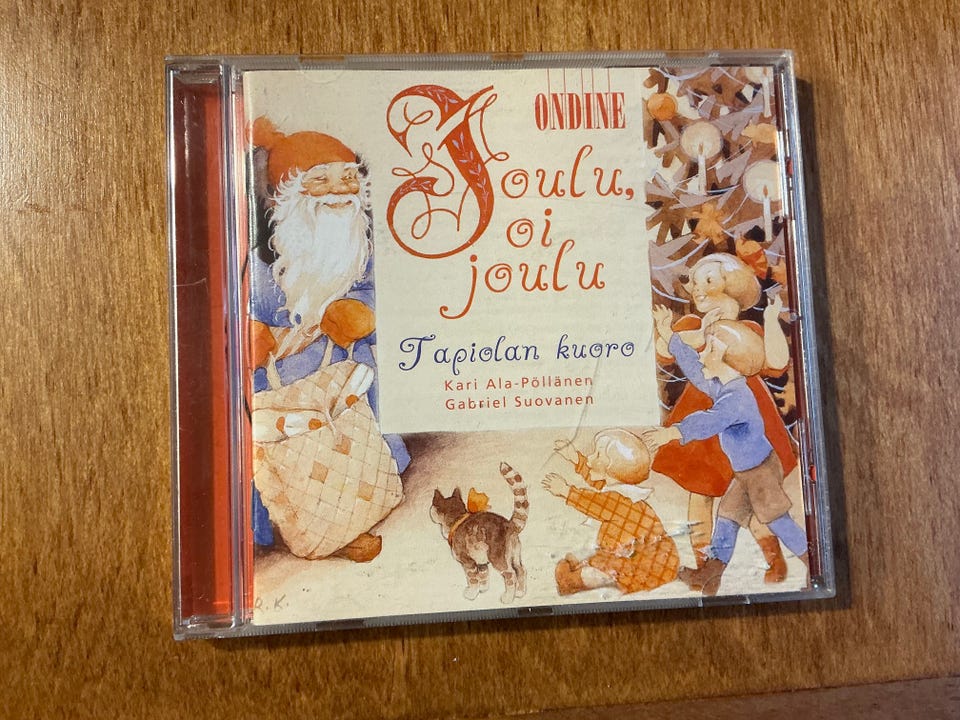 ONDINE
Joulu,
oi
joulu
Tapiolan kuoro
Kari Ala-Pöllänen
Gabriel Suovanen
R.K.